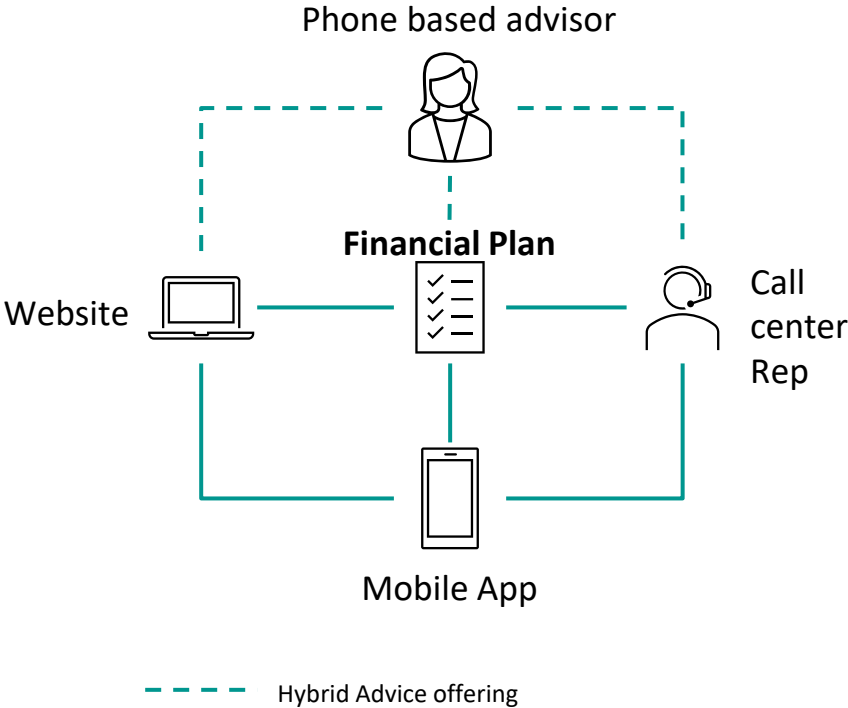 Phone based advisor
Financial Plan
Website
Call
center
Rep
Mobile App
Hybrid Advice offering